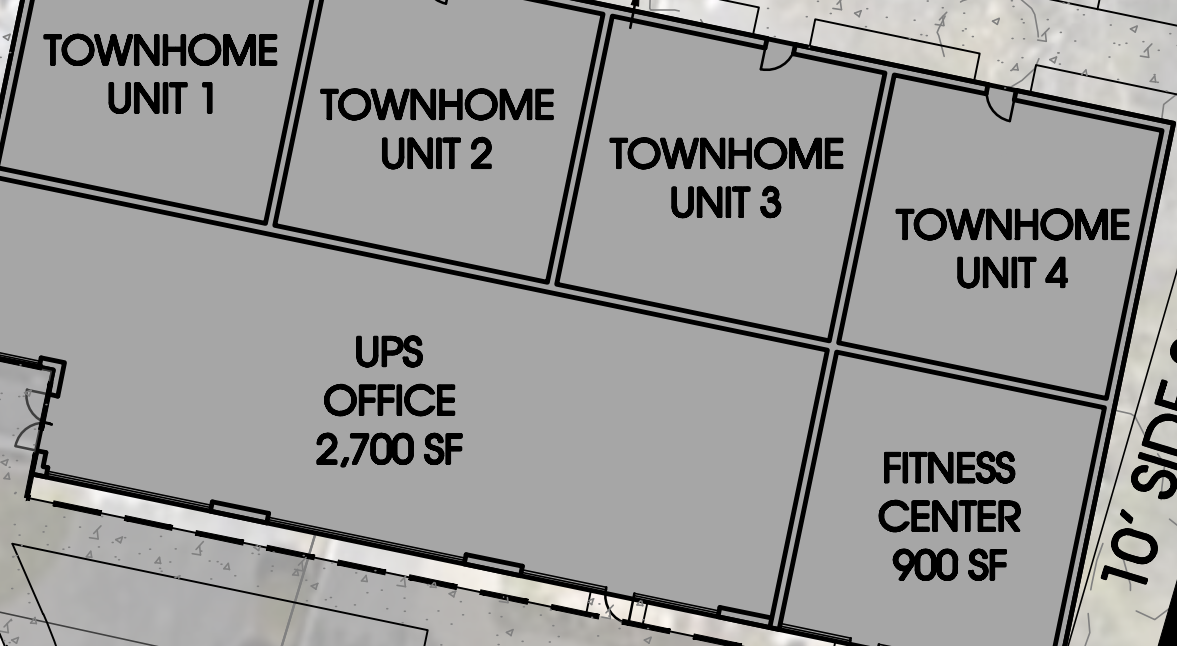 TOWNHOME
UNIT 1
TOWNHOME
UNIT 2
TOWNHOME
UNIT 3
TOWNHOME
UNIT 4
UPS
OFFICE
2,700 SF
FITNESS
CENTER
900 SF
10' SIDE